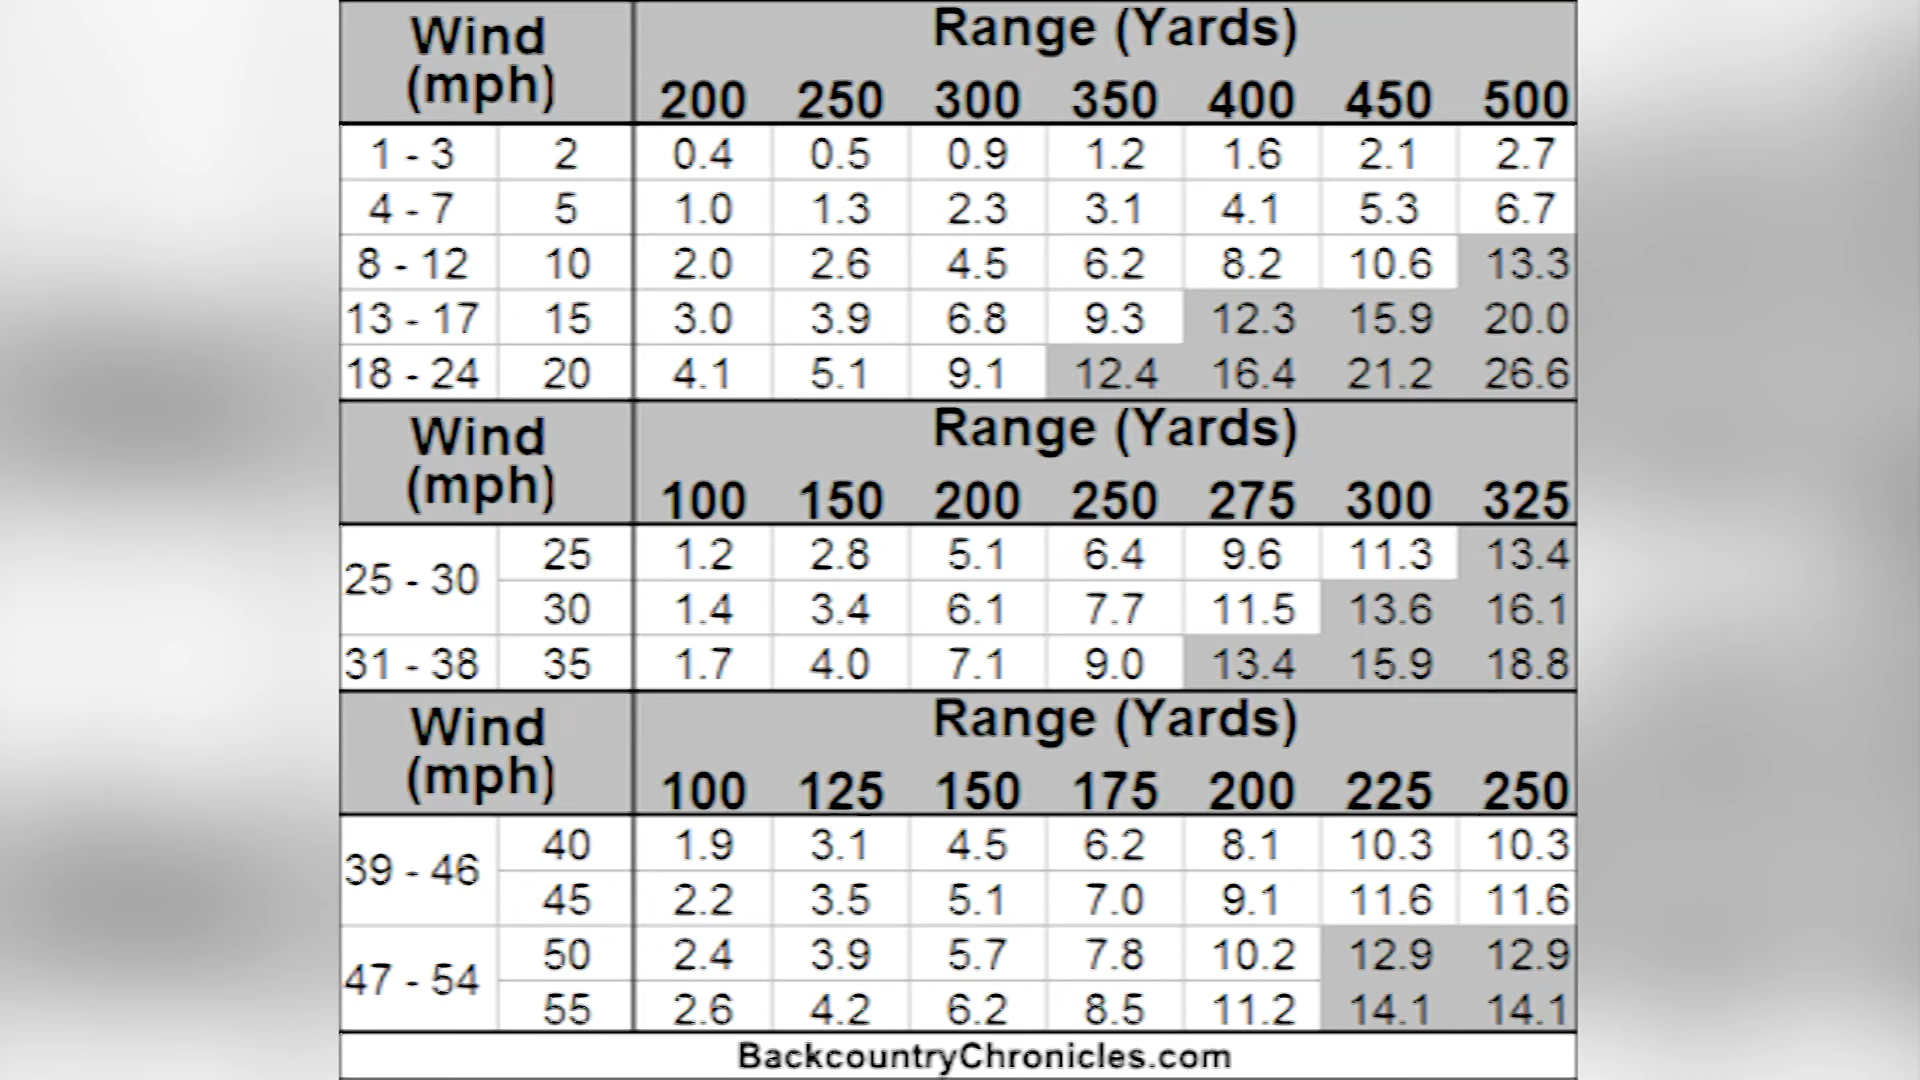 Wind (mph) Range (Yards)
200 250 300 350 400 450 500
1 - 3 2 0.4 0.5 0.9 1.2 1.6 2.1 2.7
4 - 7 5 1.0 1.3 2.3 3.1 4.1 5.3 6.7
8 - 12 10 2.0 2.6 4.5 6.2 8.2 10.6 13.3
13 - 17 15 3.0 3.9 6.8 9.3 12.3 15.9 20.0
18 - 24 20 4.1 5.1 9.1 12.4 16.4 21.2 26.6
Wind (mph) Range (Yards)
100 150 200 250 275 300 325
25 - 30 25 1.2 2.8 5.1 6.4 9.6 11.3 13.4
30 1.4 3.4 6.1 7.7 11.5 13.6 16.1
31 - 38 35 1.7 4.0 7.1 9.0 13.4 15.9 18.8
Wind (mph) Range (Yards)
100 125 150 175 200 225 250
39 - 46 40 1.9 3.1 4.5 6.2 8.1 10.3 10.3
45 2.2 3.5 5.1 7.0 9.1 11.6 11.6
47 - 54 50 2.4 3.9 5.7 7.8 10.2 12.9 12.9
55 2.6 4.2 6.2 8.5 11.2 14.1 14.1
BackcountryChronicles.com